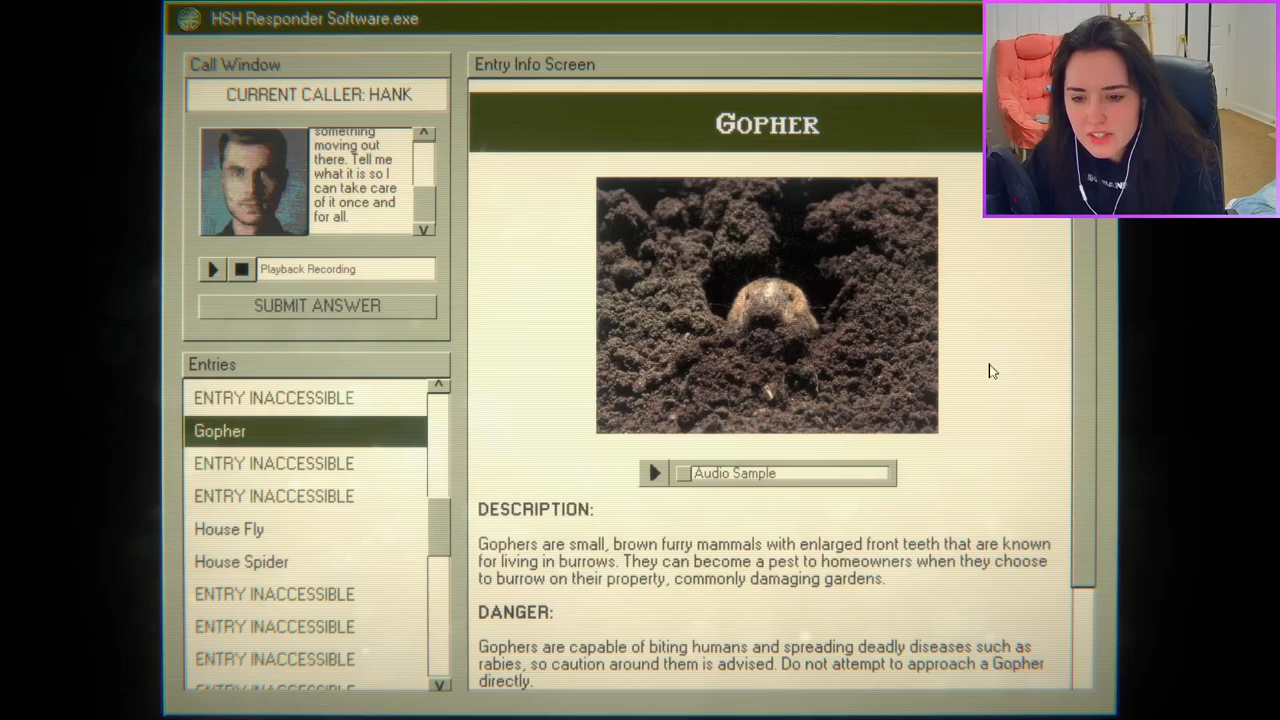 HSH Responder Software.exe
Call Window
CURRENT CALLER: HANK
something
moving out
there. Tell me
what it is so I
can take care
of it once and
for all.
Playback Recording
SUBMIT ANSWER
Entries
ENTRY INACCESSIBLE
Gopher
ENTRY INACCESSIBLE
ENTRY INACCESSIBLE
House Fly
House Spider
ENTRY INACCESSIBLE
ENTRY INACCESSIBLE
ENTRY INACCESSIBLE
ENTRY INACCESSIBLE
Entry Info Screen
GOPHER
Audio Sample
DESCRIPTION:
Gophers are small, brown furry mammals with enlarged front teeth that are known
for living in burrows. They can become a pest to homeowners when they choose
to burrow on their property, commonly damaging gardens.
DANGER:
Gophers are capable of biting humans and spreading deadly diseases such as
rabies, so caution around them is advised. Do not attempt to approach a Gopher
directly.